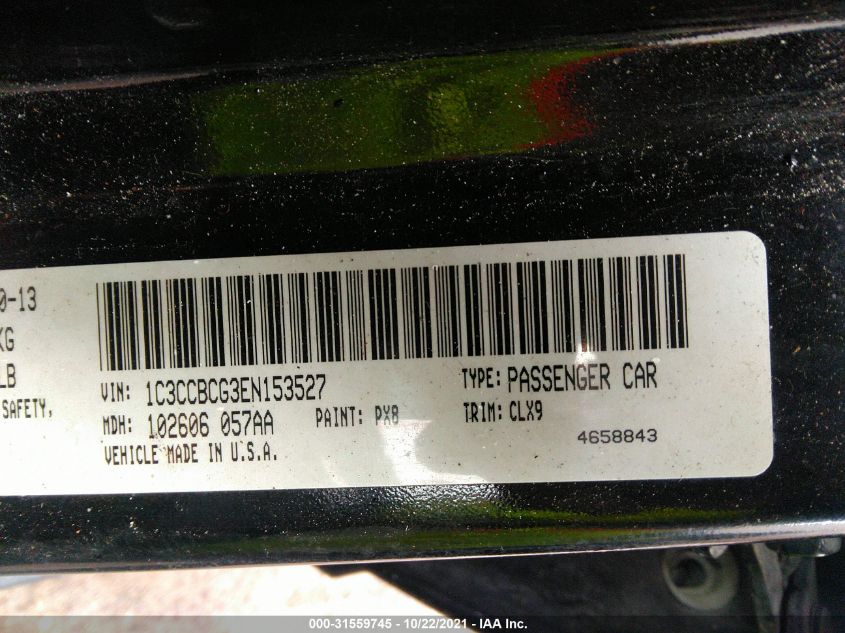 0-13
KG
LB
SAFETY,
VIN: 1C3CCBCG3EN153527
TYPE: PASSENGER CAR
MDH: 102606 057AA
PAINT: PX8
TRIM: CLX9
VEHICLE MADE IN U.S.A.
4658843
000-31559745 - 10/22/2021 - IAA Inc.